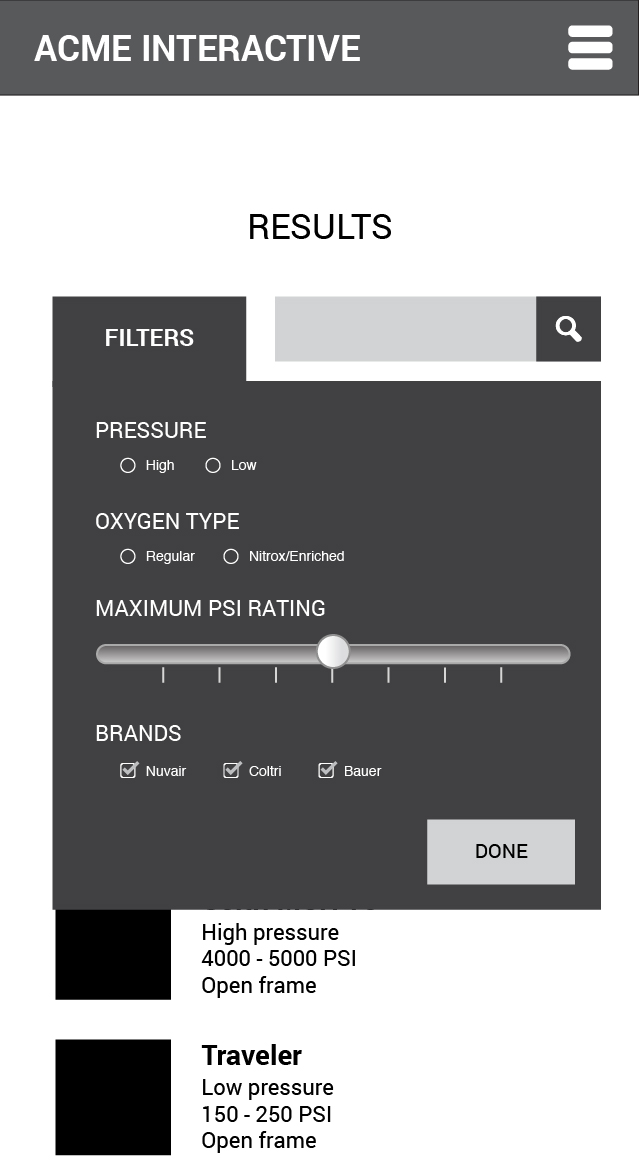 ACME INTERACTIVE
RESULTS
FILTERS
PRESSURE
High Low
OXYGEN TYPE
Regular Nitrox/Enriched
MAXIMUM PSI RATING
BRANDS
Nuvair Coltri Bauer
DONE
High pressure
4000 - 5000 PSI
Open frame
Traveler
Low pressure
150 - 250 PSI
Open frame